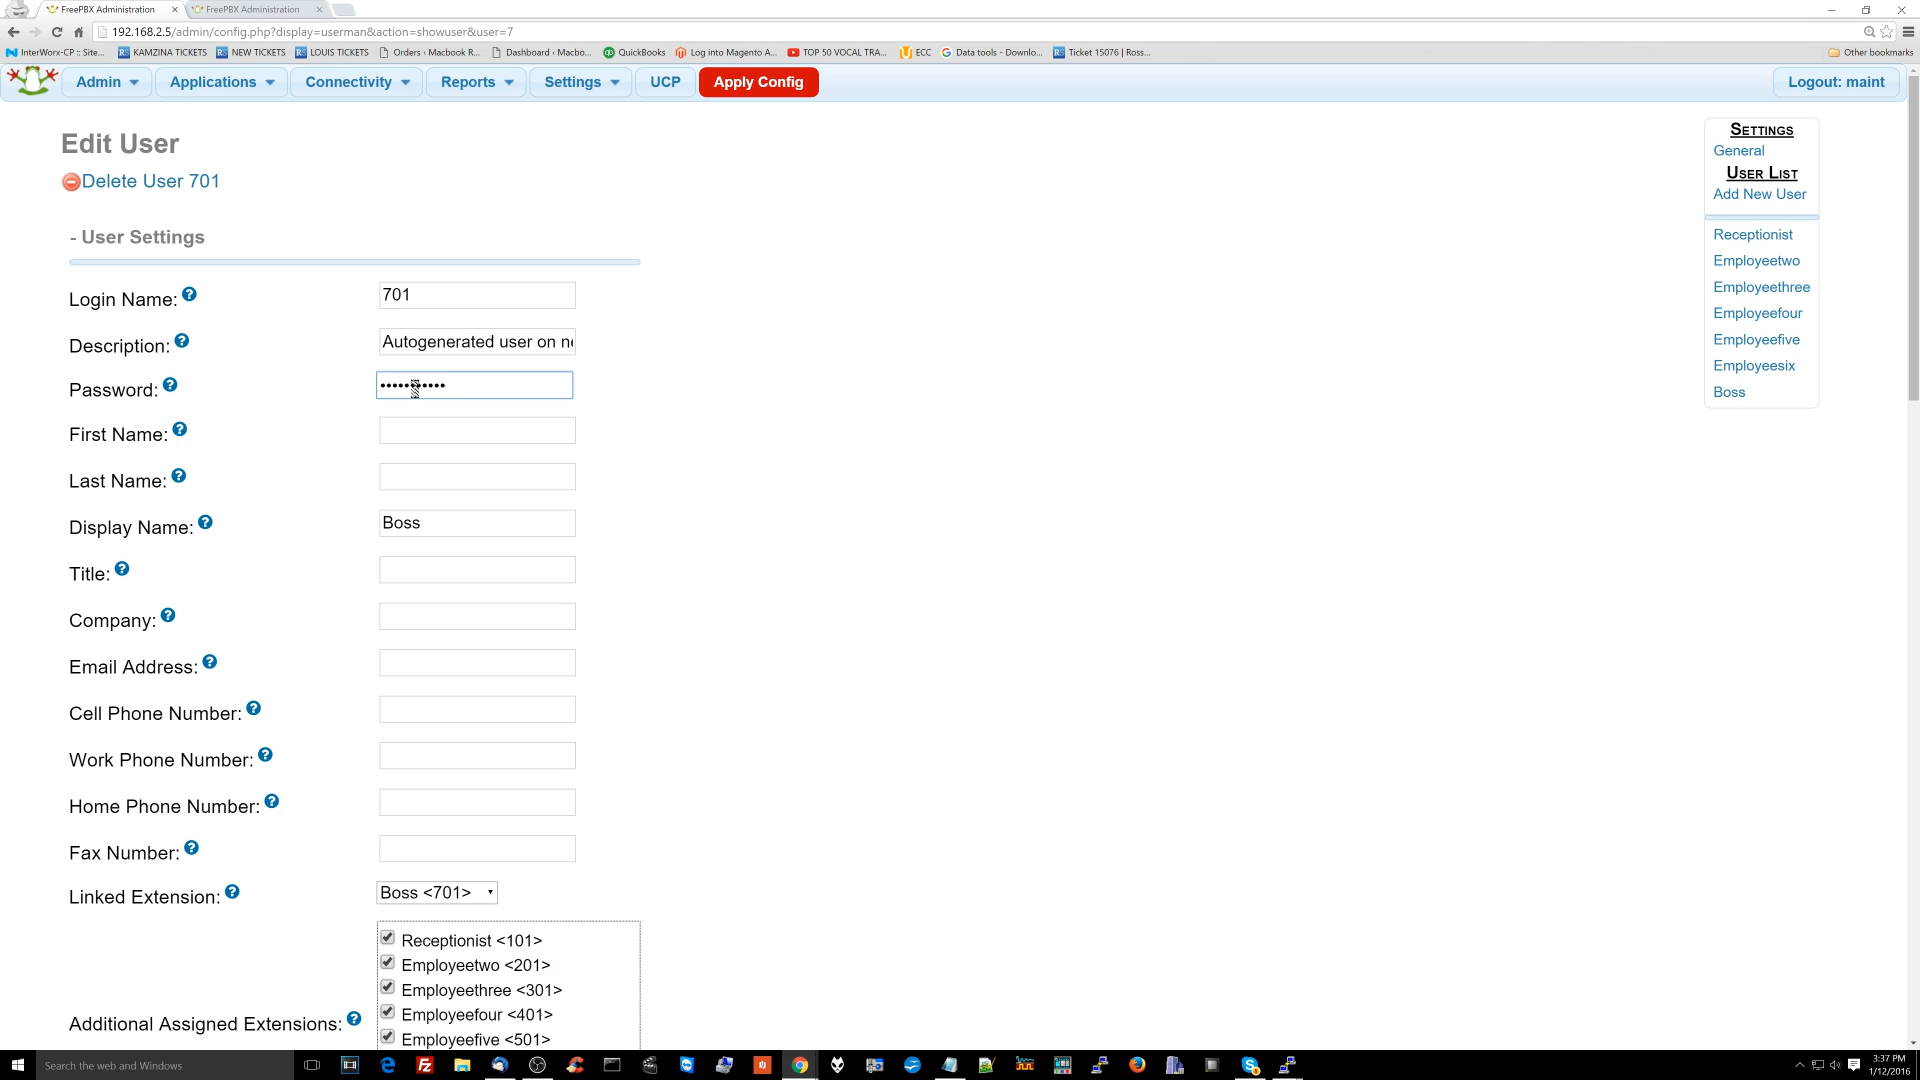 FreePBX Administration
FreePBX Administration
192.168.2.5/admin/config.php?display=userman&action=showuser&user=7
InterWorx-CP :: Site...
KAMZINA TICKETS
NEW TICKETS
LOUIS TICKETS
Orders ‹ Macbook R...
Dashboard ‹ Macbo...
QuickBooks
Log into Magento A...
TOP 50 VOCAL TRA...
ECC
Data tools - Downlo...
Ticket 15076 | Ross...
Other bookmarks
Admin
Applications
Connectivity
Reports
Settings
UCP
Apply Config
Logout: maint
Edit User
Delete User 701
- User Settings
Login Name:
701
Description:
Autogenerated user on
Password:
First Name:
Last Name:
Display Name:
Boss
Title:
Company:
Email Address:
Cell Phone Number:
Work Phone Number:
Home Phone Number:
Fax Number:
Linked Extension:
Boss <701>
Additional Assigned Extensions:
Receptionist <101>
Employeetwo <201>
Employeethree <301>
Employeefour <401>
Employeefive <501>
Settings
General
User List
Add New User
Receptionist
Employeetwo
Employeethree
Employeefour
Employeefive
Employeesix
Boss
Search the web and Windows
3:37 PM
1/12/2016